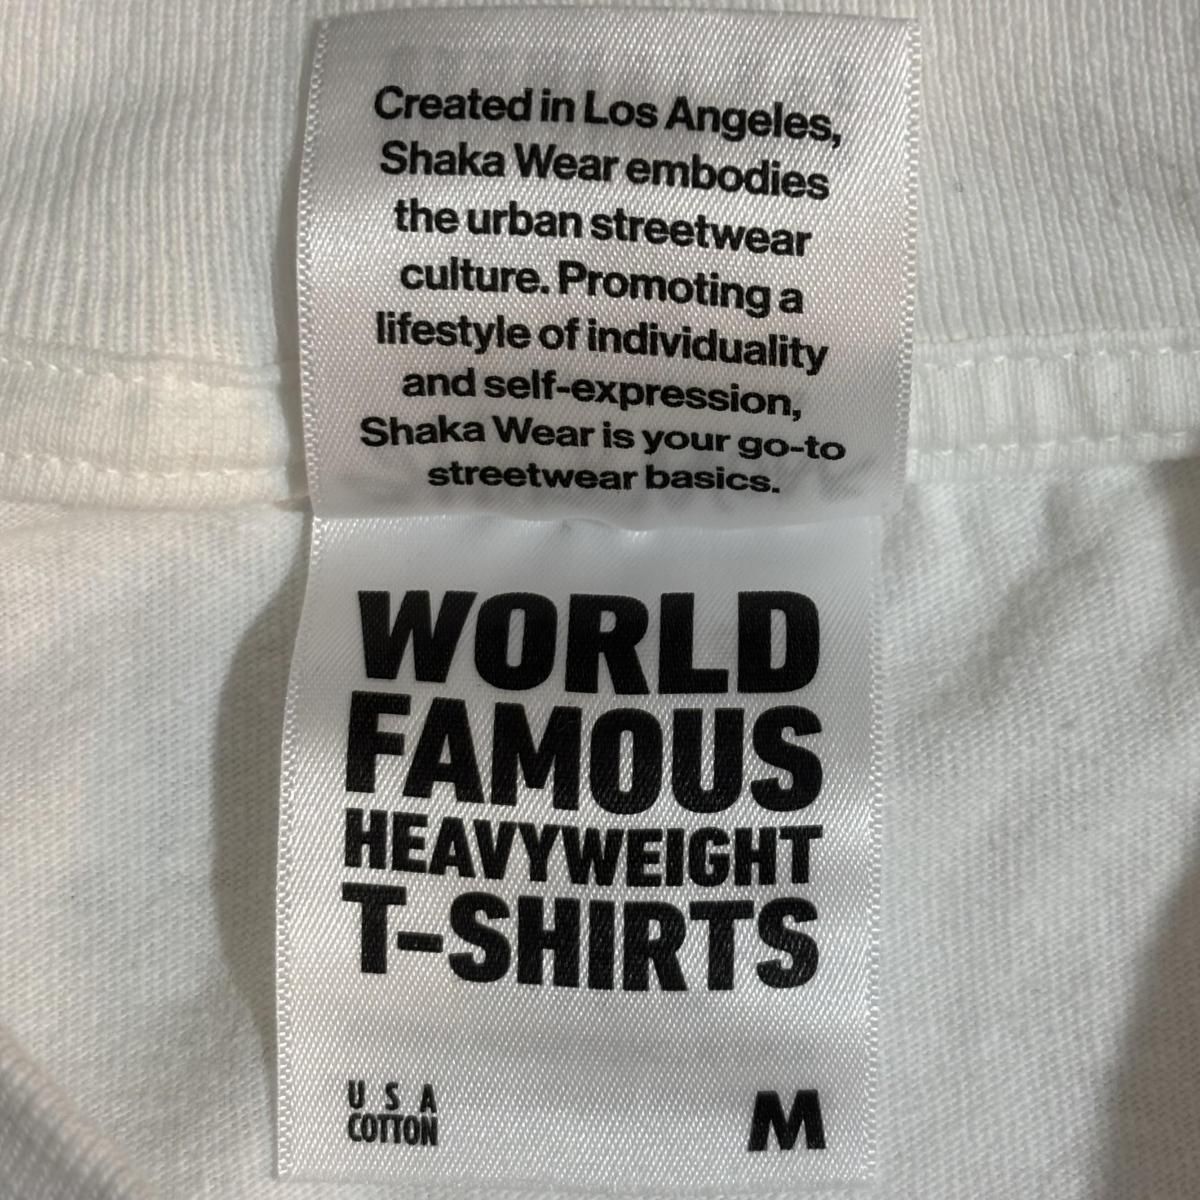 Created in Los Angeles,
Shaka Wear embodies
the urban streetwear
culture. Promoting a
lifestyle of individuality
and self-expression,
Shaka Wear is your go-to
streetwear basics.
WORLD
FAMOUS
HEAVYWEIGHT
T-SHIRTS
USA
COTTON
M